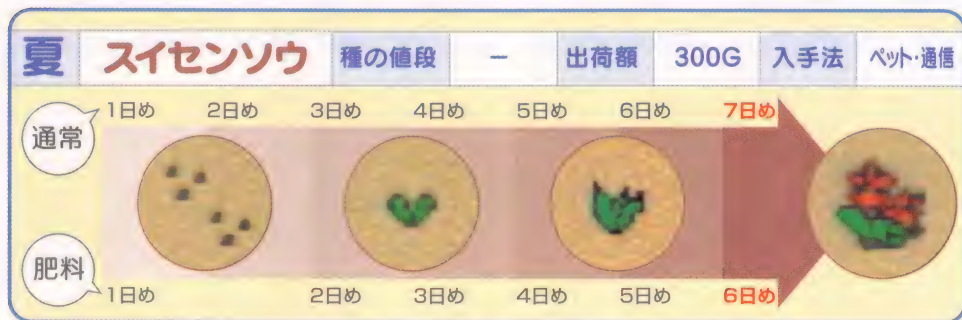 夏 スイセンソウ 種の値段 － 出荷額 300G 入手法 ペット・通信
通常 1日め 2日め 3日め 4日め 5日め 6日め 7日め
肥料 1日め 2日め 3日め 4日め 5日め 6日め